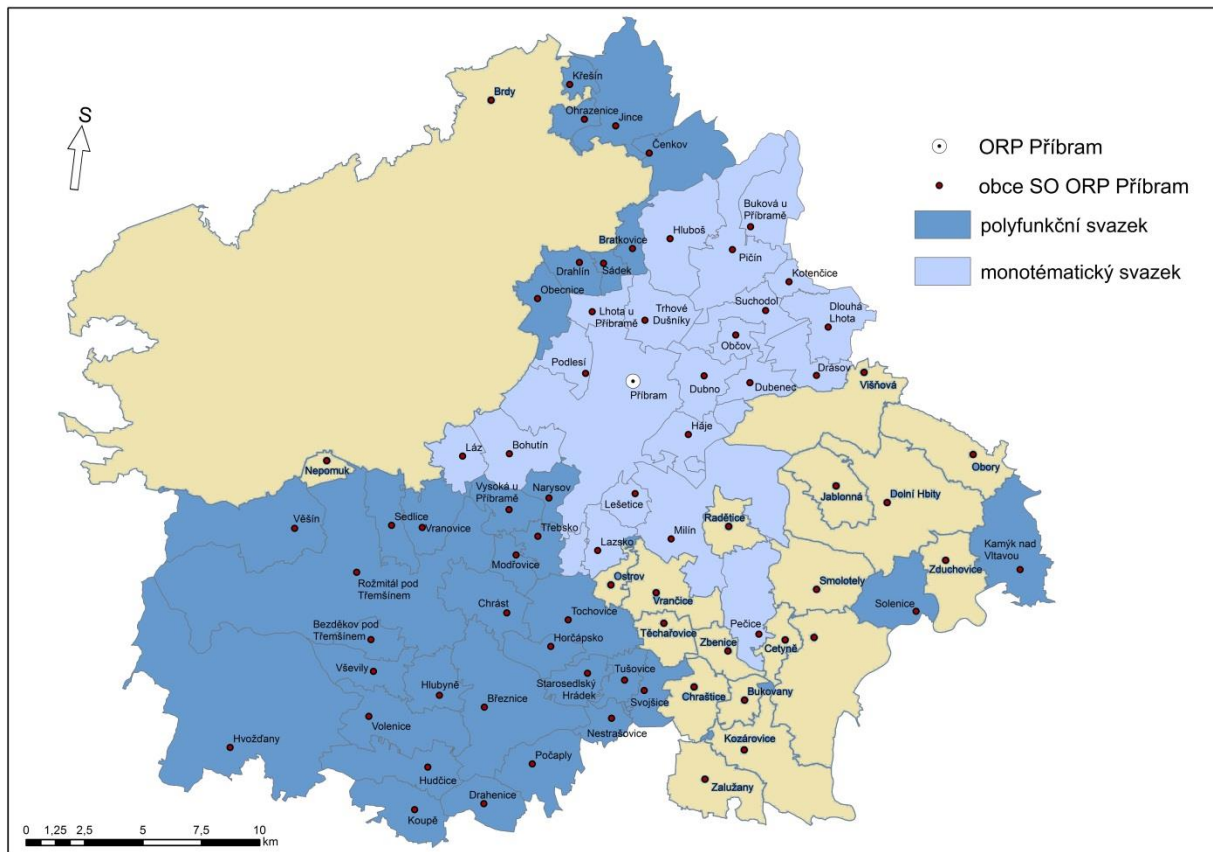 S
Křešín
Brdy
Ohrazenice
Jince
Čenkov
ORP Příbram
obce SO ORP Příbram
polyfunkční svazek
monotématický svazek
Buková u
Příbramě
Hluboš
Bratkovice
Pičín
Drahlín
Sádek
Kotenčice
Obecnice
Suchodol
Dlouhá
Lhota
Lhota u
Příbramě
Trhové
Dušníky
Občov
Podlesí
Příbram
Dubno
Dubenec
Drásov
Višňová
Háje
Láz
Bohutín
Nepomuk
Obory
Jablonná
Dolní Hbity
Vysoká u
Příbramě
Narysov
Lešetice
Věšín
Sedlice
Vranovice
Třebsko
Milín
Radětice
Lazsko
Modřovice
Kamýk nad
Vltavou
Zduchovice
Rožmitál pod
Třemšínem
Ostrov
Vrančice
Smolotely
Solenice
Chrást
Tochovice
Těchařovice
Pečice
Bezděkov pod
Třemšínem
Horčápsko
Zbenice
Cetyně
Vševily
Starosedlský
Hrádek
Tušovice
Hlubyně
Svojšice
Chraštice
Bukovany
Březnice
Volenice
Nestrašovice
Hvožďany
Kozárovice
Počaply
Hudčice
Zalužany
Drahenice
Koupě
0 1,25 2,5 5 7,5 10
km